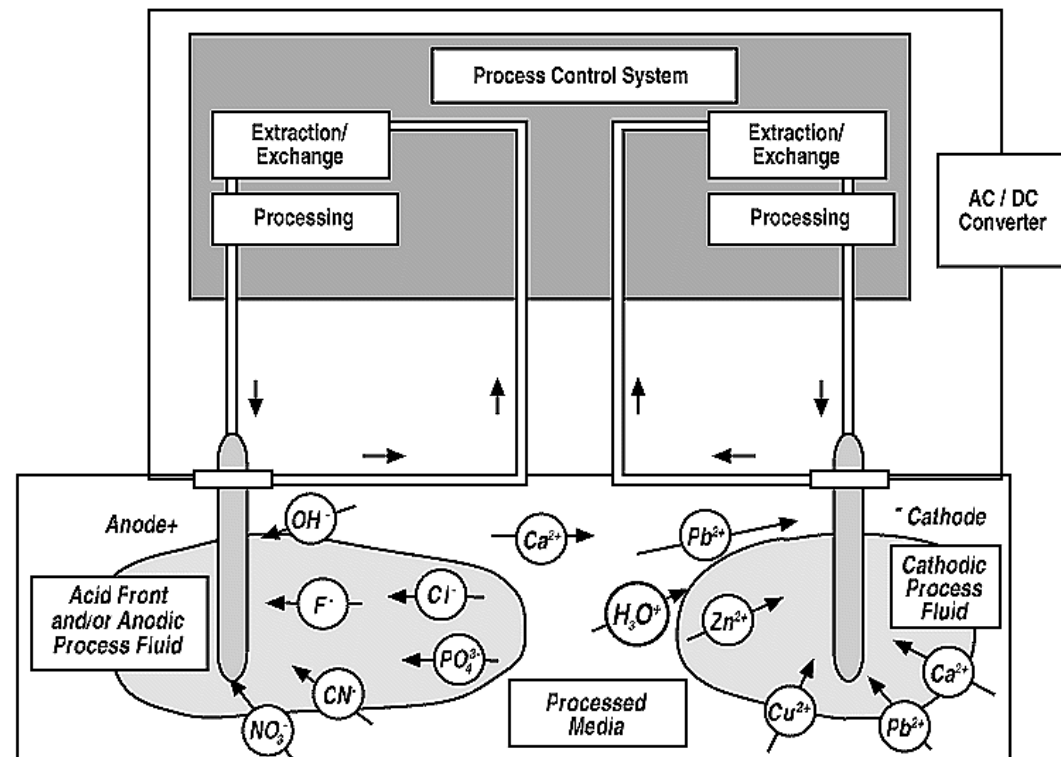 Process Control System
Extraction/
Exchange
Extraction/
Exchange
Processing
Processing
AC / DC
Converter
Anode+
- Cathode
OH⁻
Ca²⁺
Pb²⁺
Acid Front
and/or Anodic
Process Fluid
F⁻
Cl⁻
H₃O⁺
Zn²⁺
Cathodic
Process
Fluid
PO₄³⁻
CN⁻
NO₃⁻
Processed
Media
Cu²⁺
Pb²⁺
Ca²⁺